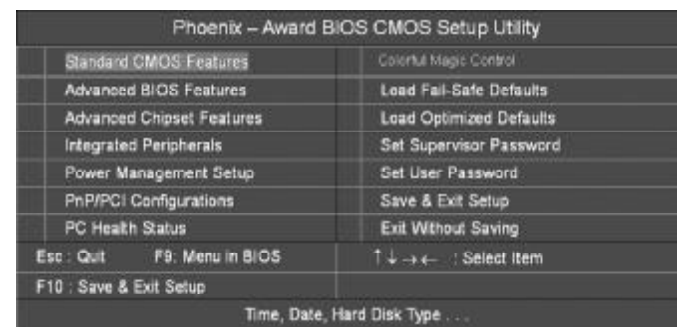 Phoenix – Award BIOS CMOS Setup Utility
Standard CMOS Features
Colorful Magic Control
Advanced BIOS Features
Load Fail-Safe Defaults
Advanced Chipset Features
Load Optimized Defaults
Integrated Peripherals
Set Supervisor Password
Power Management Setup
Set User Password
PnP/PCI Configurations
Save & Exit Setup
PC Health Status
Exit Without Saving
Esc : Quit F9: Menu in BIOS ↑↓→← : Select Item
F10 : Save & Exit Setup
Time, Date, Hard Disk Type . . .